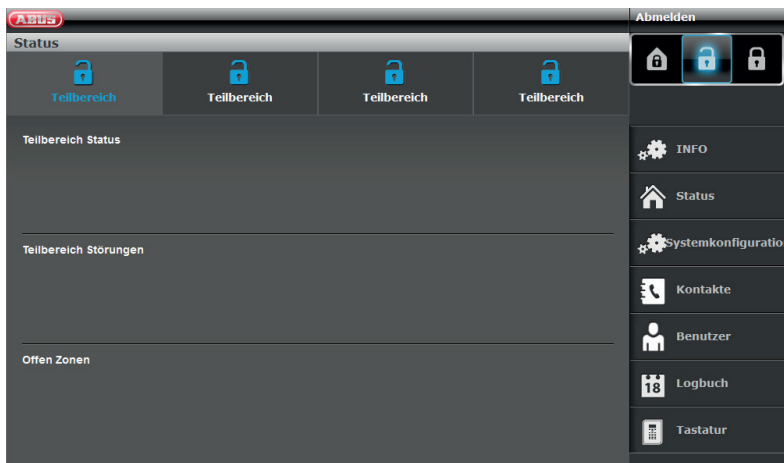 ABUS
Abmelden
Status
Teilbereich
Teilbereich
Teilbereich
Teilbereich
Teilbereich Status
Teilbereich Störungen
Offen Zonen
INFO
Status
Systemkonfiguratio
Kontakte
Benutzer
18
Logbuch
Tastatur